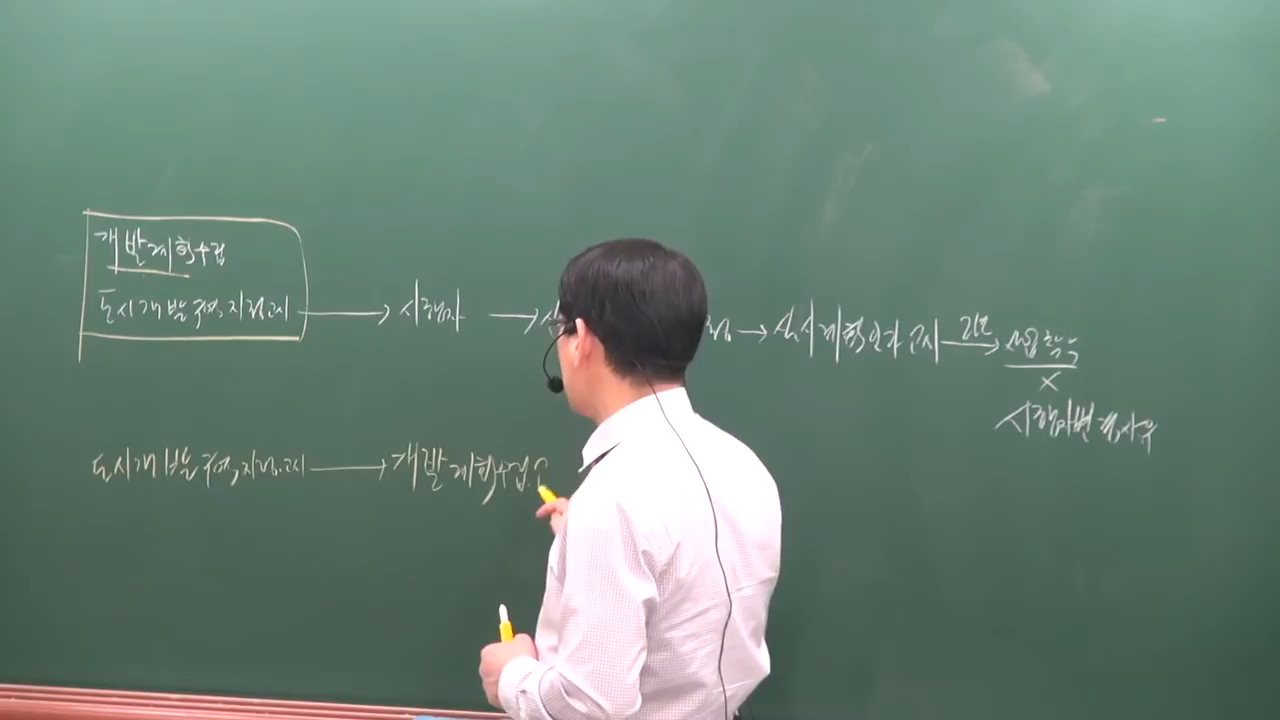 개발계획수립
도시개발구역지정고시 → 시행자 → 실시계획인가 고시 → 사업착수
X
시행자변경사유
도시개발구역지정고시 → 개발계획수립